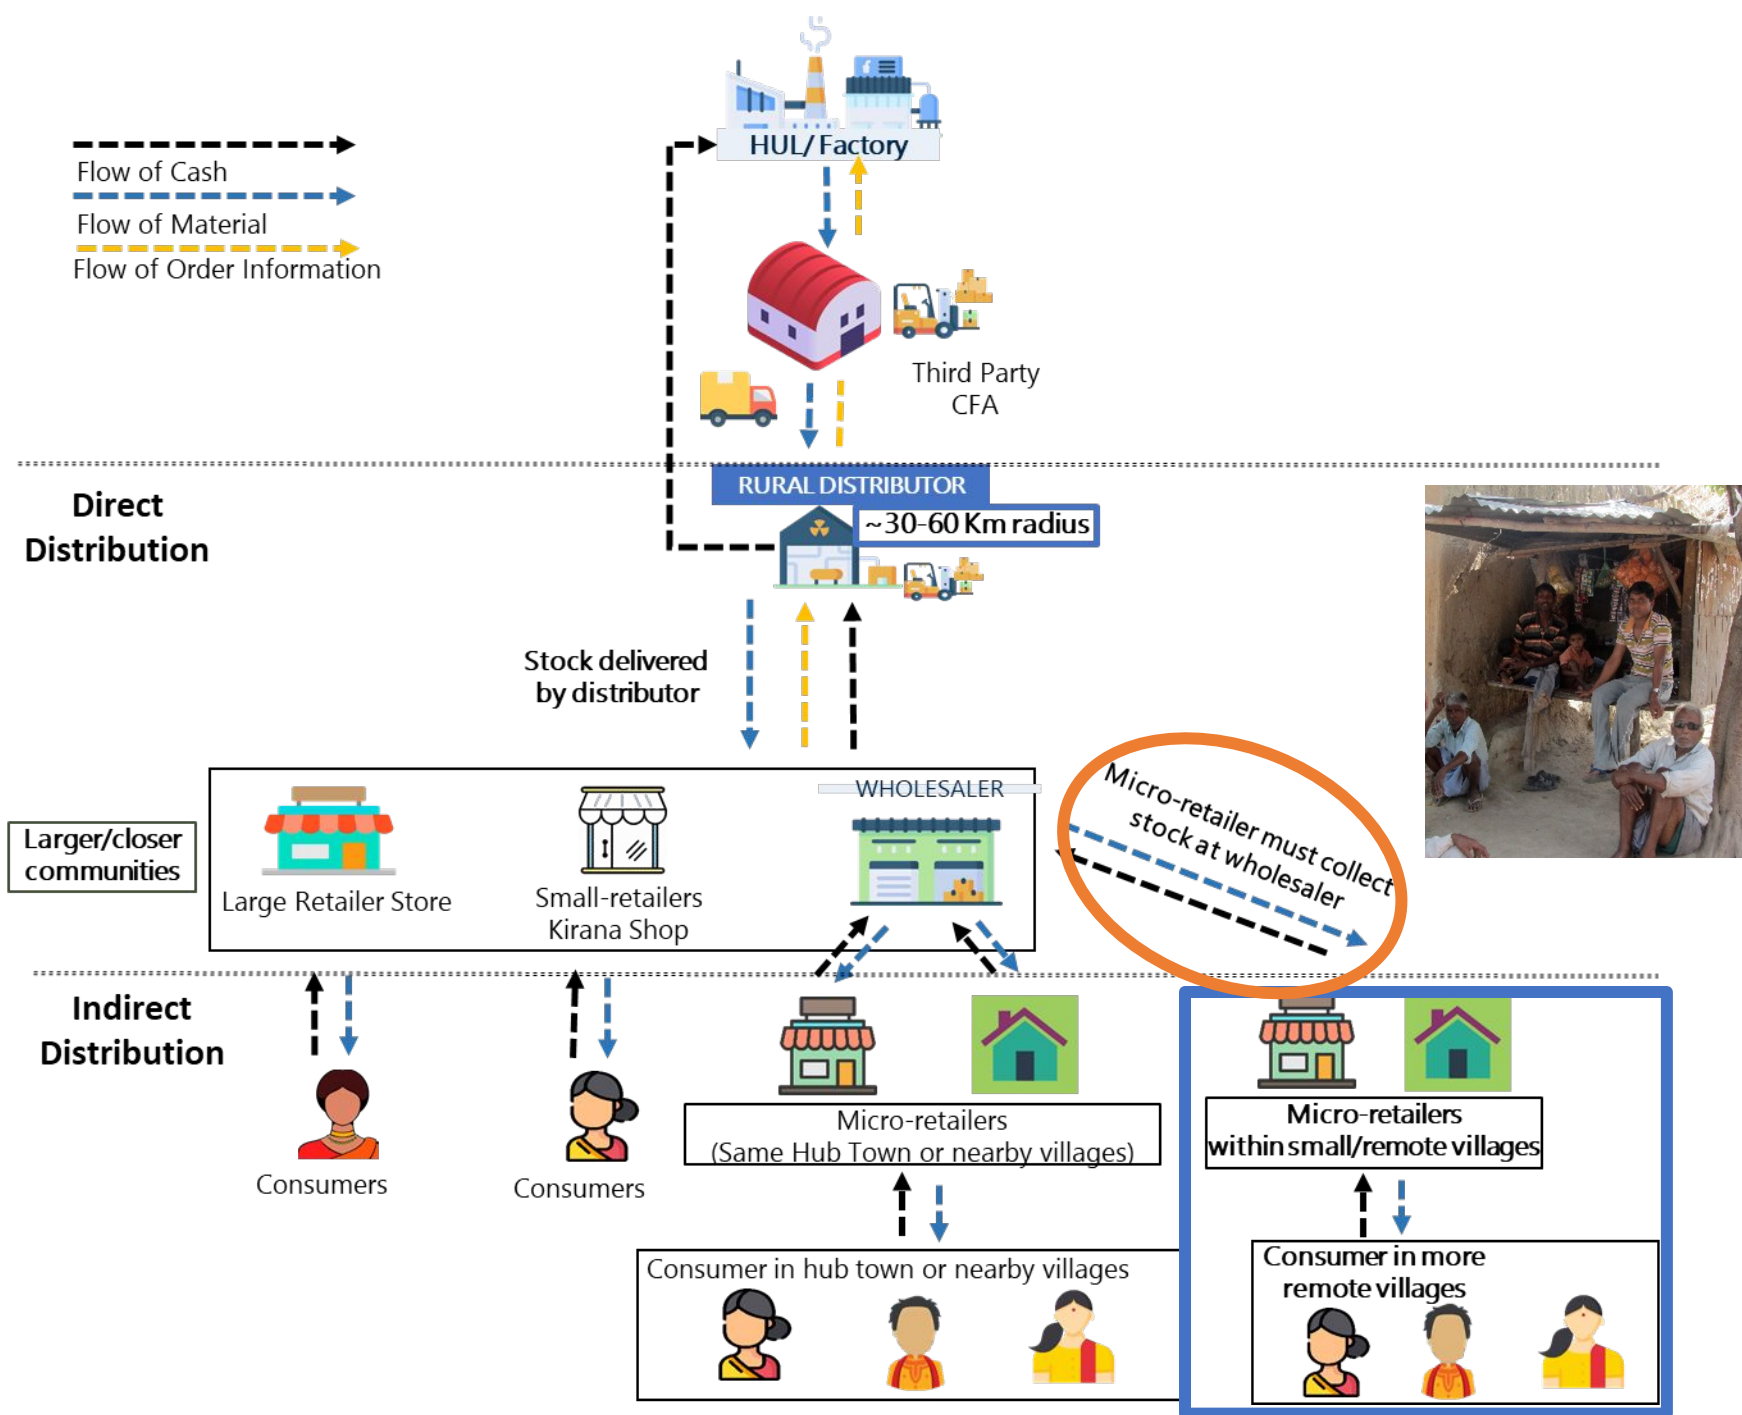 HUL/ Factory
Flow of Cash
Flow of Material
Flow of Order Information
Third Party
CFA
RURAL DISTRIBUTOR
~30-60 Km radius
Direct
Distribution
Stock delivered
by distributor
WHOLESALER
Micro-retailer must collect
stock at wholesaler
Larger/closer
communities
Large Retailer Store
Small-retailers
Kirana Shop
Indirect
Distribution
Consumers
Consumers
Micro-retailers
(Same Hub Town or nearby villages)
Micro-retailers
within small/remote villages
Consumer in hub town or nearby villages
Consumer in more
remote villages